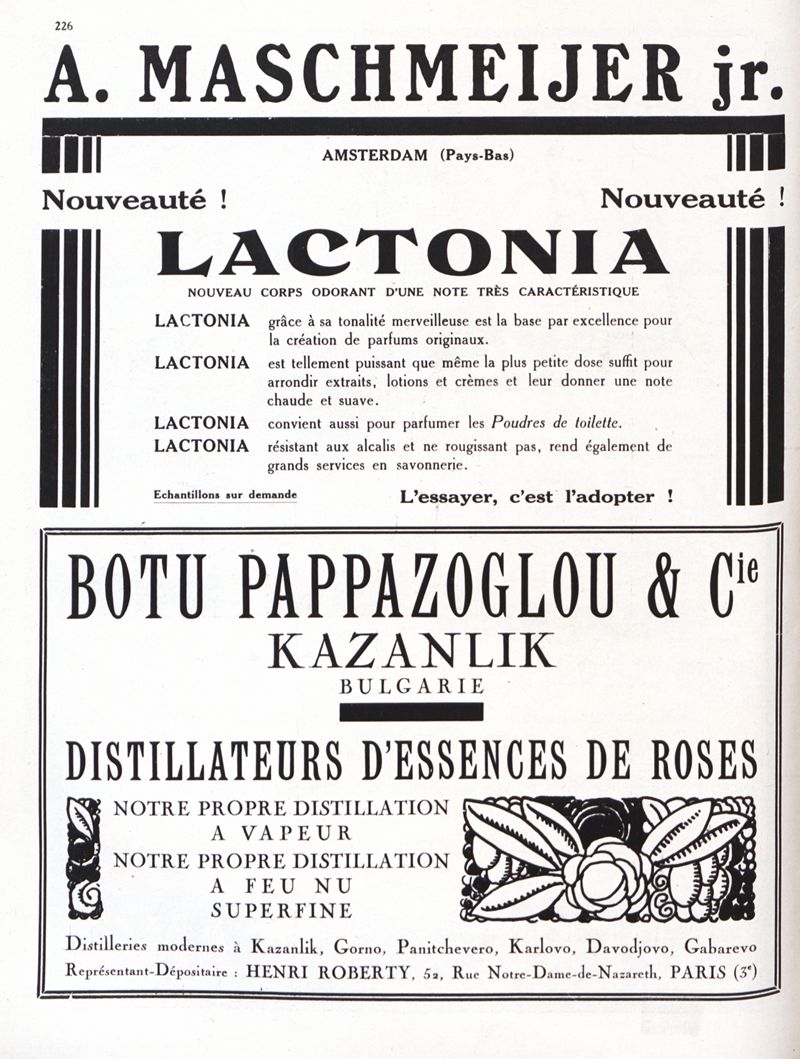 226
A. MASCHMEIJER jr.
AMSTERDAM (Pays-Bas)
Nouveauté ! Nouveauté !
LACTONIA
NOUVEAU CORPS ODORANT D'UNE NOTE TRÈS CARACTÉRISTIQUE
LACTONIA grâce à sa tonalité merveilleuse est la base par excellence pour
la création de parfums originaux.
LACTONIA est tellement puissant que même la plus petite dose suffit pour
arrondir extraits, lotions et crèmes et leur donner une note
chaude et suave.
LACTONIA convient aussi pour parfumer les Poudres de toilette.
LACTONIA résistant aux alcalis et ne rougissant pas, rend également de
grands services en savonnerie.
Echantillons sur demande L'essayer, c'est l'adopter !
BOTU PAPPAZOGLOU & Cie
KAZANLIK
BULGARIE
DISTILLATEURS D'ESSENCES DE ROSES
NOTRE PROPRE DISTILLATION
A VAPEUR
NOTRE PROPRE DISTILLATION
A FEU NU
SUPERFINE
Distilleries modernes à Kazanlik, Gorno, Panitchevero, Karlovo, Davodjovo, Gabarevo
Représentant-Dépositaire : HENRI ROBERTY, 52, Rue Notre-Dame-de-Nazareth, PARIS (3e)